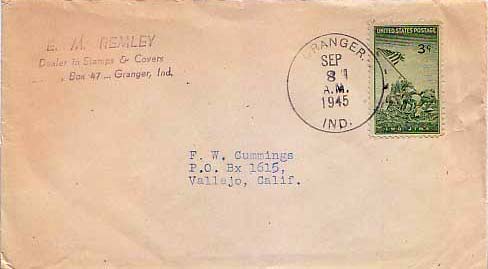 E. M. REMLEY
Dealer in Stamps & Covers
Box 47 ... Granger, Ind.
GRANGER,
SEP
8
A.M.
1945
IND.
UNITED STATES POSTAGE
3¢
IWO JIMA
F. W. Cummings
P.O. Bx 1615,
Vallejo, Calif.